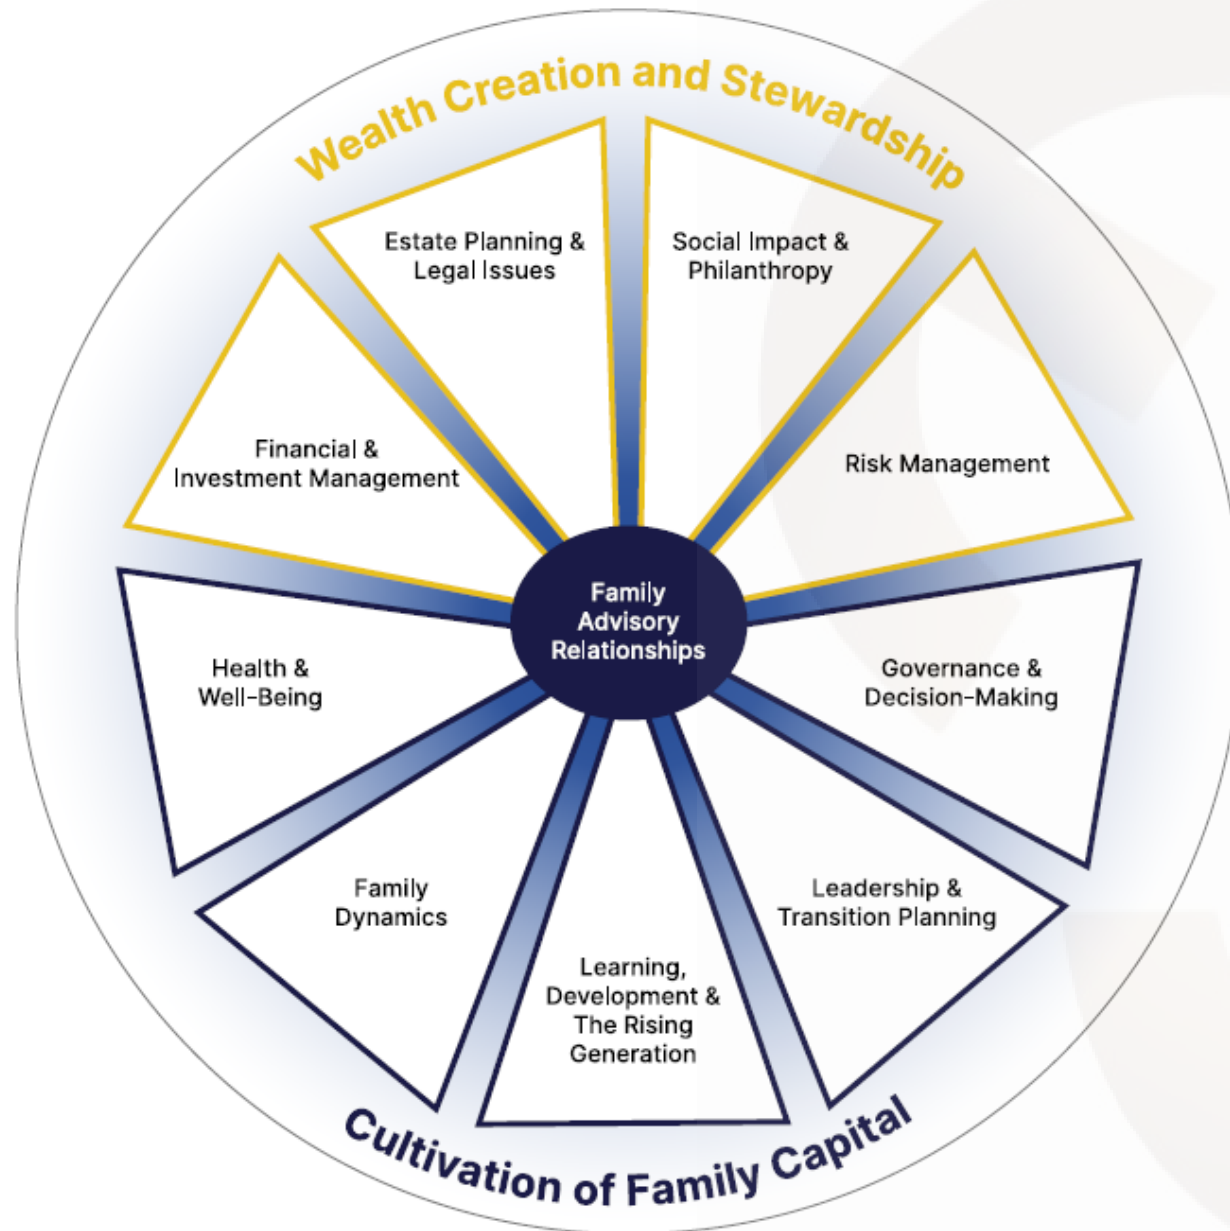 Wealth Creation and Stewardship
Estate Planning &
Legal Issues
Social Impact &
Philanthropy
Financial &
Investment Management
Risk Management
Family
Advisory
Relationships
Health &
Well-Being
Governance &
Decision-Making
Family
Dynamics
Leadership &
Transition Planning
Learning,
Development &
The Rising
Generation
Cultivation of Family Capital